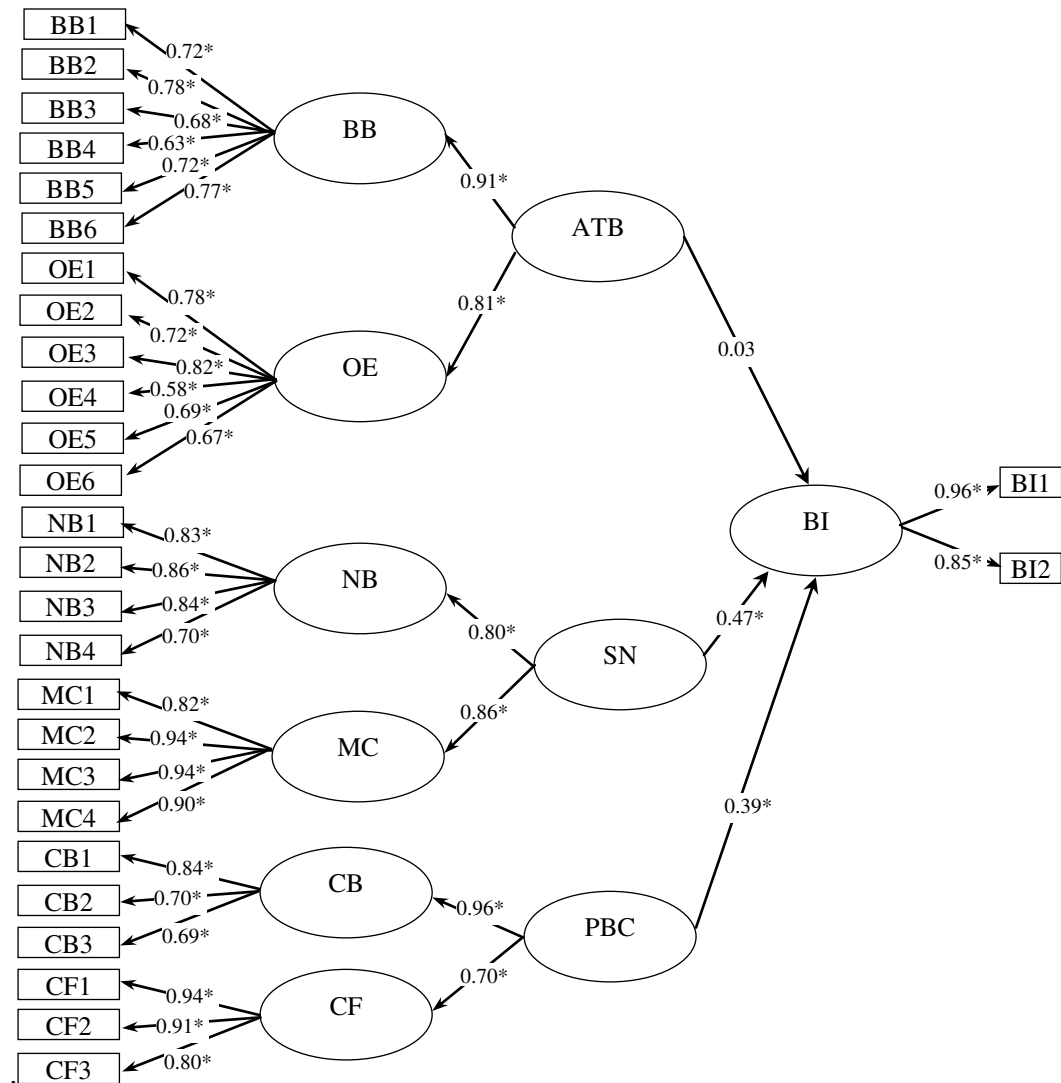 BB1
0.72*
BB2
0.78*
BB3
0.68*
BB4
0.63*
BB5
0.72*
BB6
0.77*
BB
0.91*
ATB
OE1
0.78*
OE2
0.72*
OE3
0.82*
OE4
0.58*
OE5
0.69*
OE6
0.67*
OE
0.81*
0.03
NB1
0.83*
NB2
0.86*
NB3
0.84*
NB4
0.70*
NB
0.80*
SN
0.47*
BI
0.96*
BI1
0.85*
BI2
MC1
0.82*
MC2
0.94*
MC3
0.94*
MC4
0.90*
MC
0.86*
0.39*
CB1
0.84*
CB2
0.70*
CB3
0.69*
CB
0.96*
PBC
CF1
0.94*
CF2
0.91*
CF3
0.80*
CF
0.70*
.